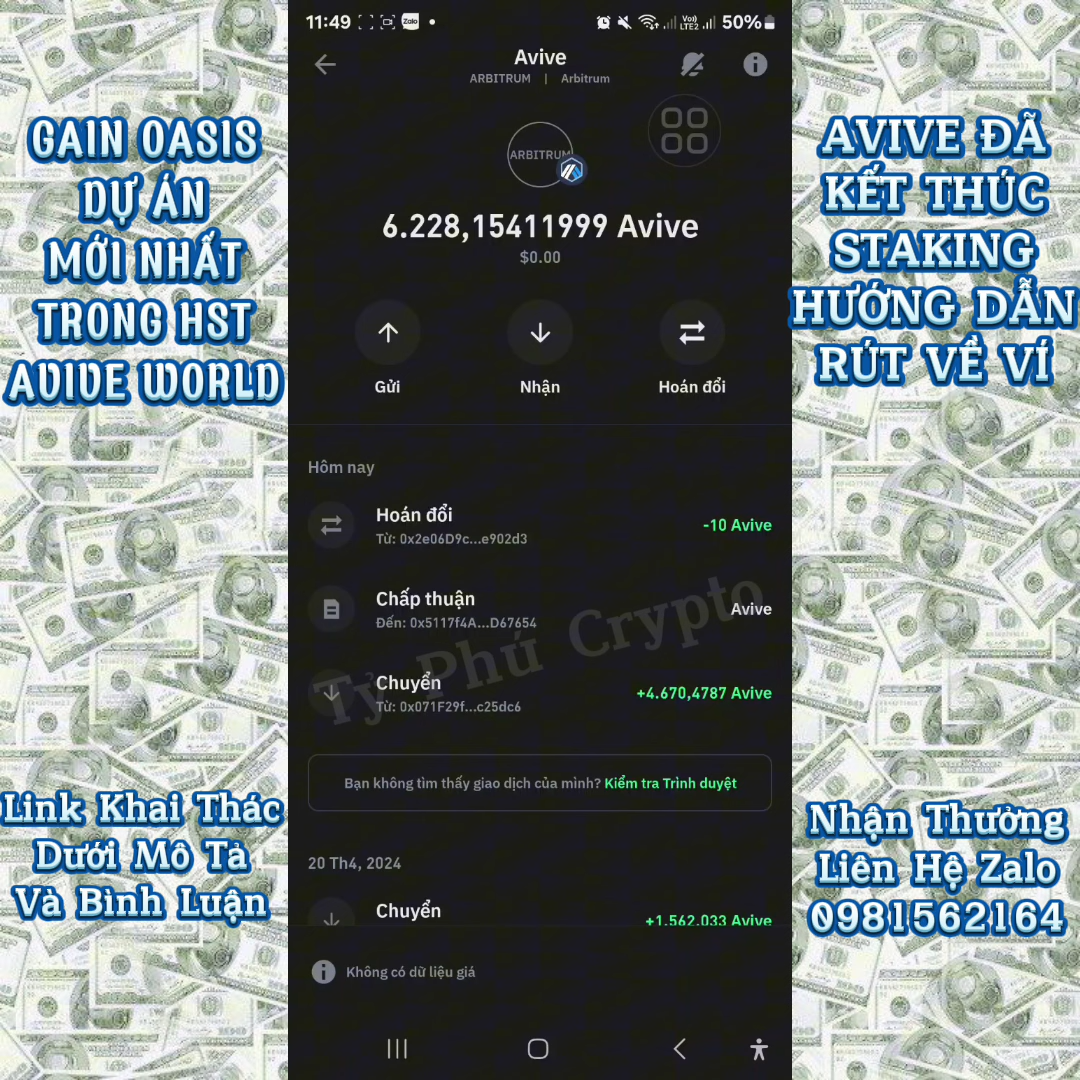 11:49
Zalo
Vo))
LTE2
50%
Avive
ARBITRUM | Arbitrum
ARBITRUM
6.228,15411999 Avive
$0.00
Gửi
Nhận
Hoán đổi
Hôm nay
Hoán đổi
-10 Avive
Từ: 0x2e06D9c...e902d3
Chấp thuận
Avive
Đến: 0x5117f4A...D67654
Chuyển
+4.670,4787 Avive
Từ: 0x071F29f...c25dc6
Tỷ Phú Crypto
Bạn không tìm thấy giao dịch của mình? Kiểm tra Trình duyệt
20 Th4, 2024
Chuyển
+1.562,033 Avive
Không có dữ liệu giá
GAIN OASIS
DỰ ÁN
MỚI NHẤT
TRONG HST
AVIVE WORLD
Link Khai Thác
Dưới Mô Tả
Và Bình Luận
AVIVE ĐÃ
KẾT THÚC
STAKING
HƯỚNG DẪN
RÚT VỀ VÍ
Nhận Thưởng
Liên Hệ Zalo
0981562164